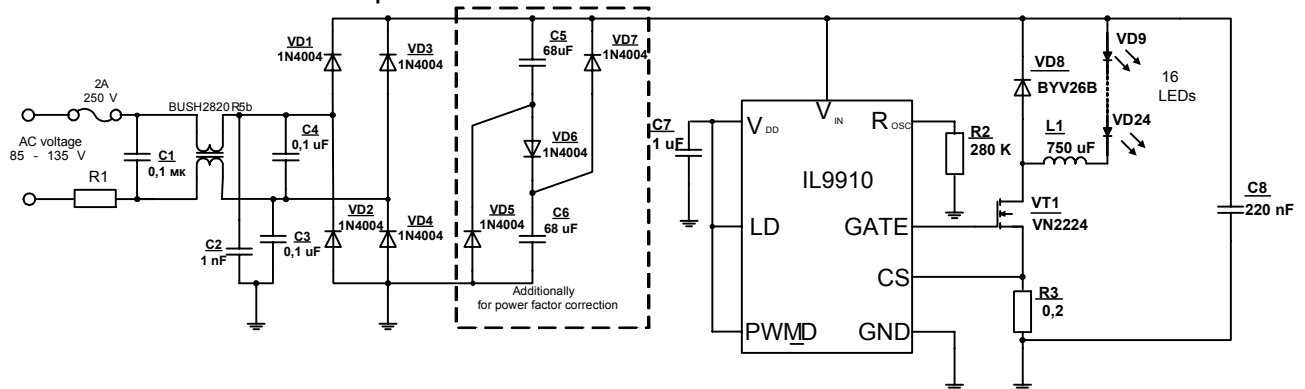 2A
250 V
BUSH2820 R5b
AC voltage
85 - 135 V
R1
C1
0,1 мк
C4
0,1 uF
C2
1 nF
C3
0,1 uF
VD1
1N4004
VD3
1N4004
VD2
1N4004
VD4
1N4004
C5
68uF
VD7
1N4004
VD6
1N4004
VD5
1N4004
C6
68 uF
Additionally
for power factor correction
C7
1 uF
VDD
VIN
ROSC
IL9910
LD
GATE
CS
PWMD
GND
R2
280 K
VD8
BYV26B
VD9
16
LEDs
VD24
L1
750 uF
VT1
VN2224
R3
0,2
C8
220 nF